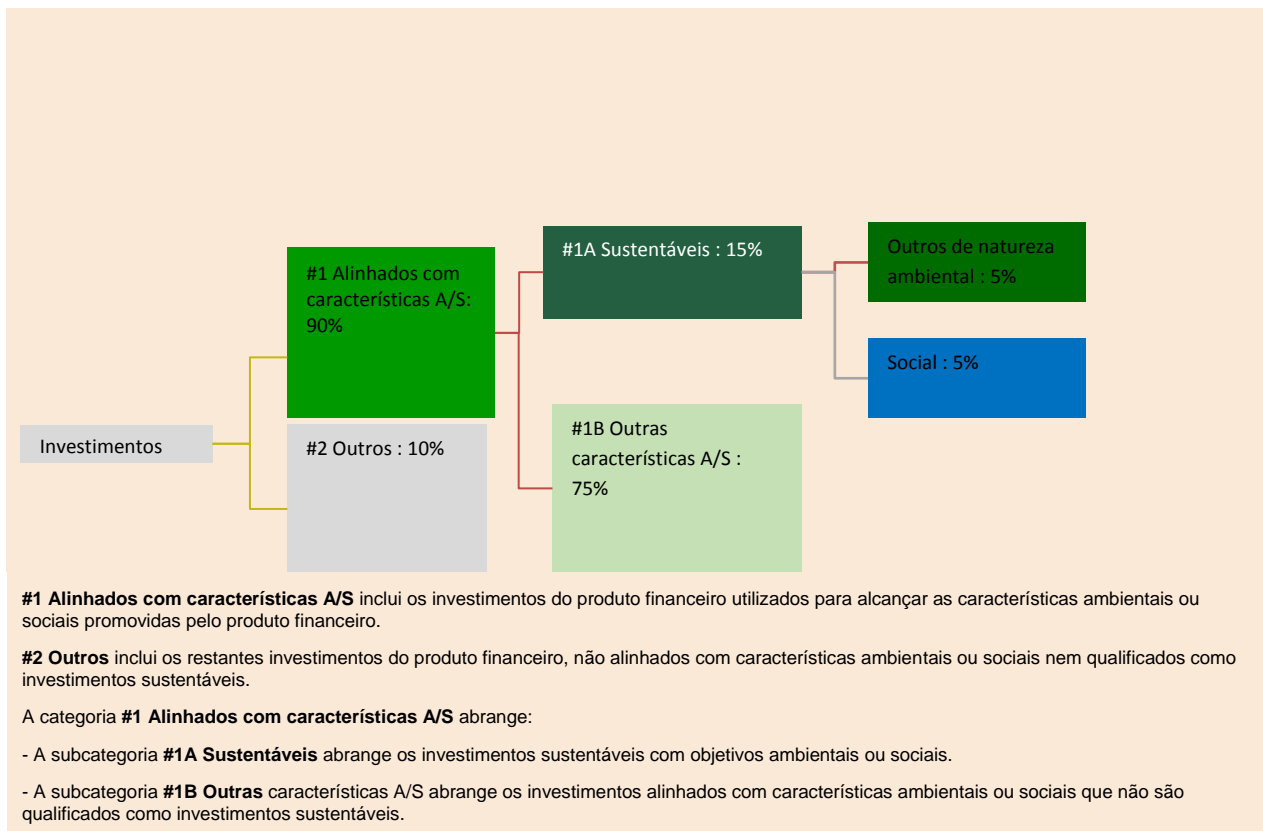 #1 Alinhados com
características A/S:
90%
#1A Sustentáveis : 15%
Outros de natureza
ambiental : 5%
Social : 5%
Investimentos
#2 Outros : 10%
#1B Outras
características A/S :
75%
#1 Alinhados com características A/S inclui os investimentos do produto financeiro utilizados para alcançar as características ambientais ou
sociais promovidas pelo produto financeiro.
#2 Outros inclui os restantes investimentos do produto financeiro, não alinhados com características ambientais ou sociais nem qualificados como
investimentos sustentáveis.
A categoria #1 Alinhados com características A/S abrange:
- A subcategoria #1A Sustentáveis abrange os investimentos sustentáveis com objetivos ambientais ou sociais.
- A subcategoria #1B Outras características A/S abrange os investimentos alinhados com características ambientais ou sociais que não são
qualificados como investimentos sustentáveis.